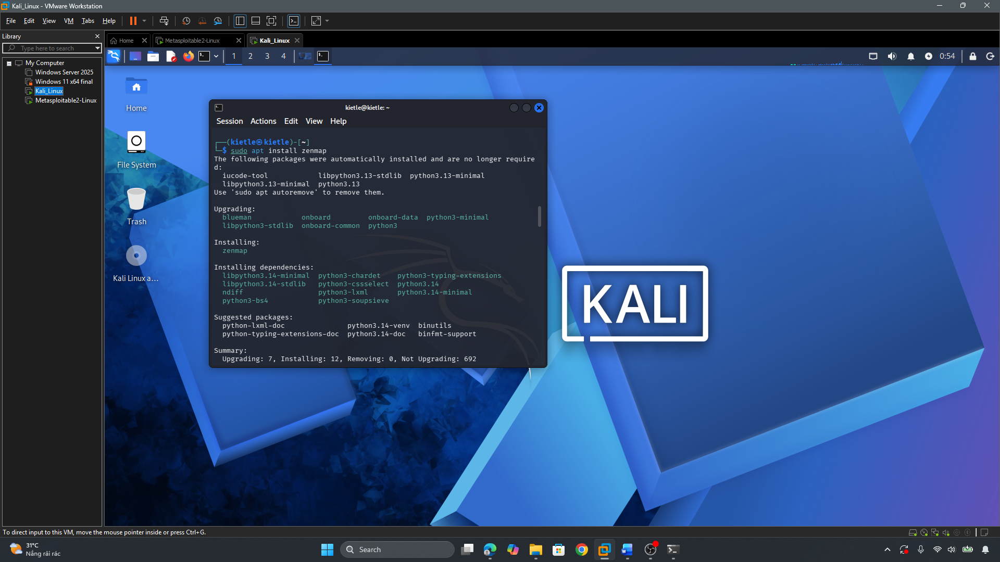 Kali_Linux - VMware Workstation
File Edit View VM Tabs Help
Library
Type here to search
My Computer
Windows Server 2025
Windows 11 x64 final
Kali_Linux
Metasploitable2-Linux
Home Metasploitable2-Linux Kali_Linux
1 2 3 4 0:54
Home
File System
Trash
Kali Linux a...
kietle@kietle: ~
Session Actions Edit View Help
┌──(kietle㉿kietle)-[~]
└─$ sudo apt install zenmap
The following packages were automatically installed and are no longer require
d:
iucode-tool libpython3.13-stdlib python3.13-minimal
libpython3.13-minimal python3.13
Use 'sudo apt autoremove' to remove them.
Upgrading:
blueman onboard onboard-data python3-minimal
libpython3-stdlib onboard-common python3
Installing:
zenmap
Installing dependencies:
libpython3.14-minimal python3-chardet python3-typing-extensions
libpython3.14-stdlib python3-cssselect python3.14
ndiff python3-lxml python3.14-minimal
python3-bs4 python3-soupsieve
Suggested packages:
python-lxml-doc python3.14-venv binutils
python-typing-extensions-doc python3.14-doc binfmt-support
Summary:
Upgrading: 7, Installing: 12, Removing: 0, Not Upgrading: 692
KALI
To direct input to this VM, move the mouse pointer inside or press Ctrl+G.
31°C
Nắng rải rác
Search